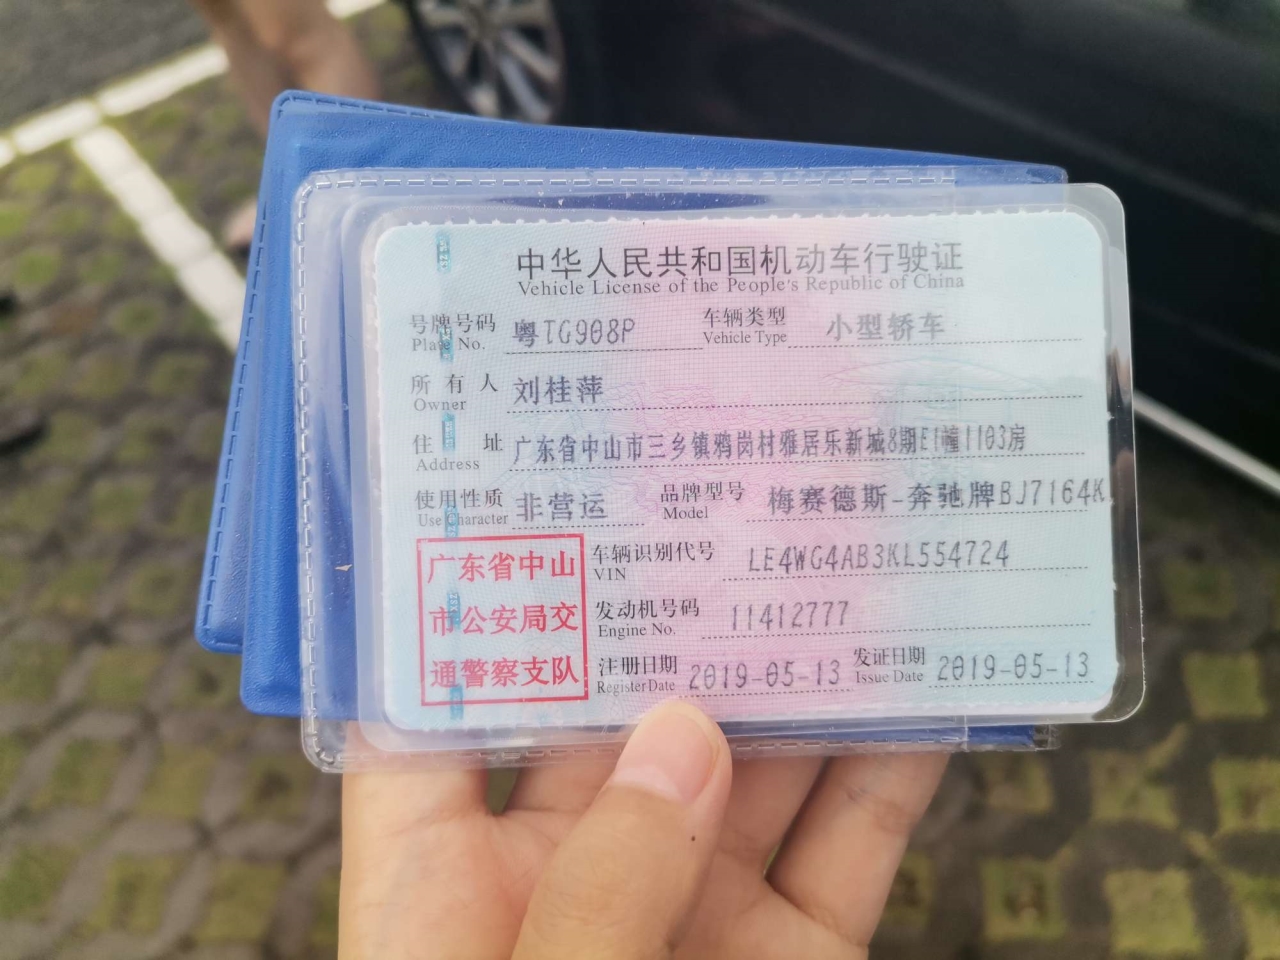 中华人民共和国机动车行驶证
Vehicle License of the People's Republic of China
号牌号码 粤TG908P 车辆类型 小型轿车
Plate No. Vehicle Type
所有人 刘桂萍
Owner
住址 广东省中山市三乡镇鸦岗村雅居乐新城8期E1幢1103房
Address
使用性质 非营运 品牌型号 梅赛德斯-奔驰牌BJ7164K
Use Character Model
车辆识别代号 LE4WG4AB3KL554724
VIN
发动机号码 11412777
Engine No.
注册日期 2019-05-13 发证日期 2019-05-13
Register Date Issue Date
广东省中山
市公安局交
通警察支队